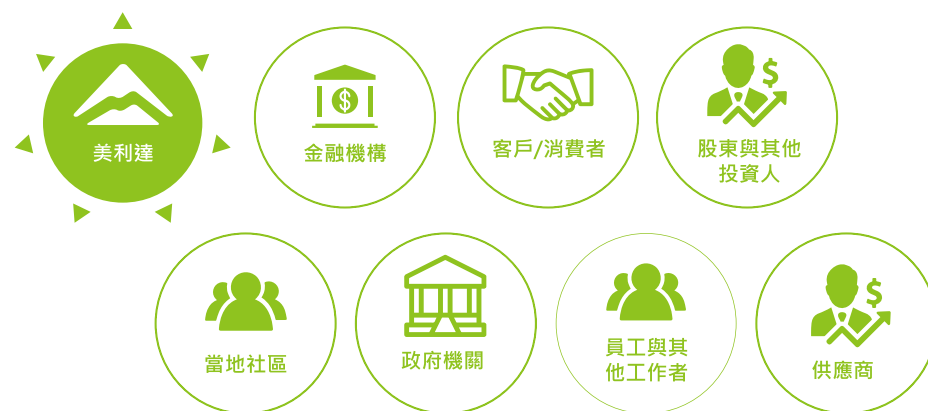 美利達
金融機構
客戶/消費者
股東與其他
投資人
當地社區
政府機關
員工與其
他工作者
供應商